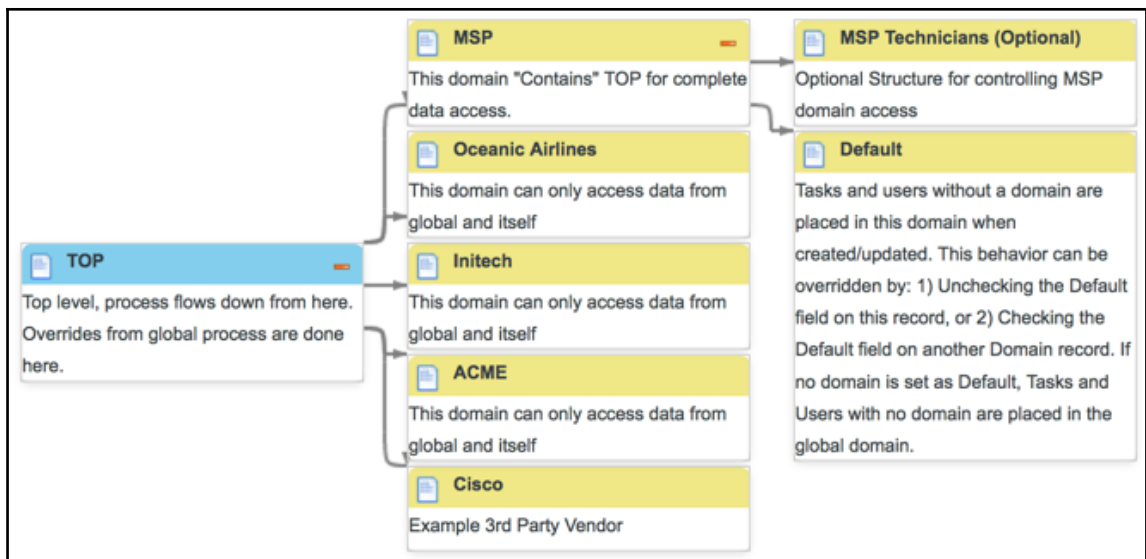 TOP
Top level, process flows down from here.
Overrides from global process are done
here.
MSP
This domain "Contains" TOP for complete
data access.
Oceanic Airlines
This domain can only access data from
global and itself
Initech
This domain can only access data from
global and itself
ACME
This domain can only access data from
global and itself
Cisco
Example 3rd Party Vendor
MSP Technicians (Optional)
Optional Structure for controlling MSP
domain access
Default
Tasks and users without a domain are
placed in this domain when
created/updated. This behavior can be
overridden by: 1) Unchecking the Default
field on this record, or 2) Checking the
Default field on another Domain record. If
no domain is set as Default, Tasks and
Users with no domain are placed in the
global domain.